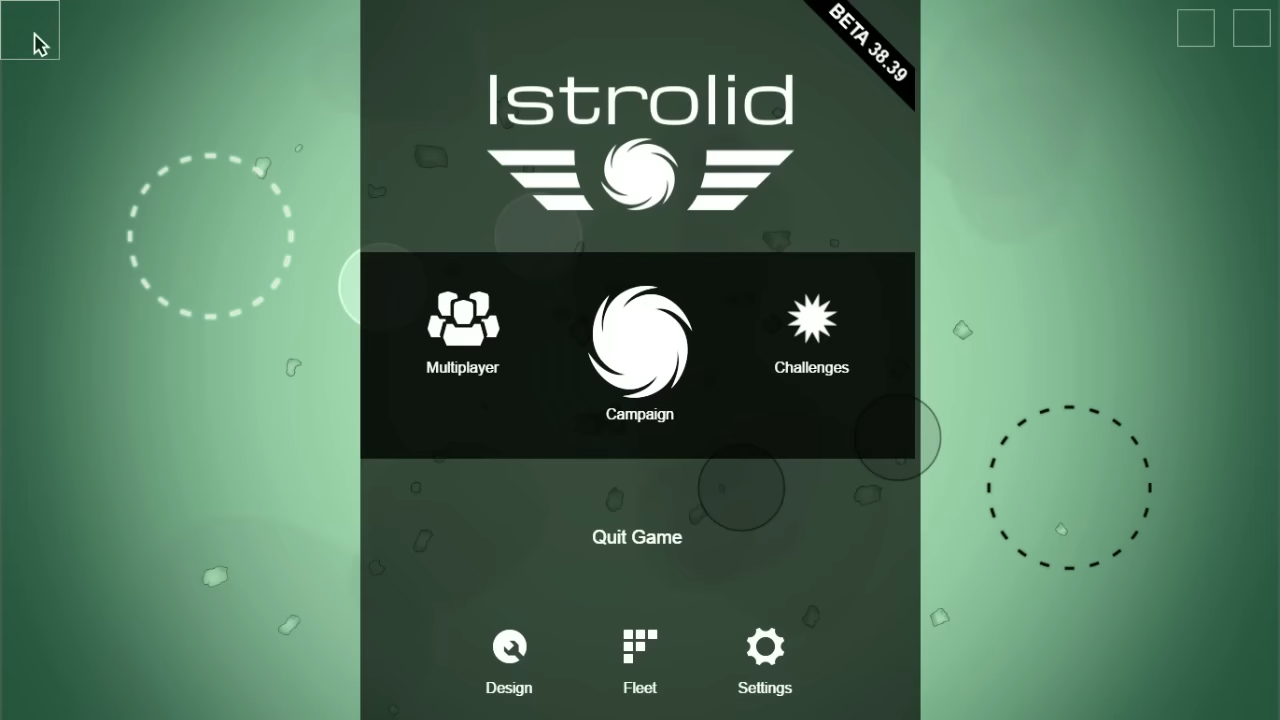 BETA 38.39
Istrolid
Multiplayer
Campaign
Challenges
Quit Game
Design
Fleet
Settings